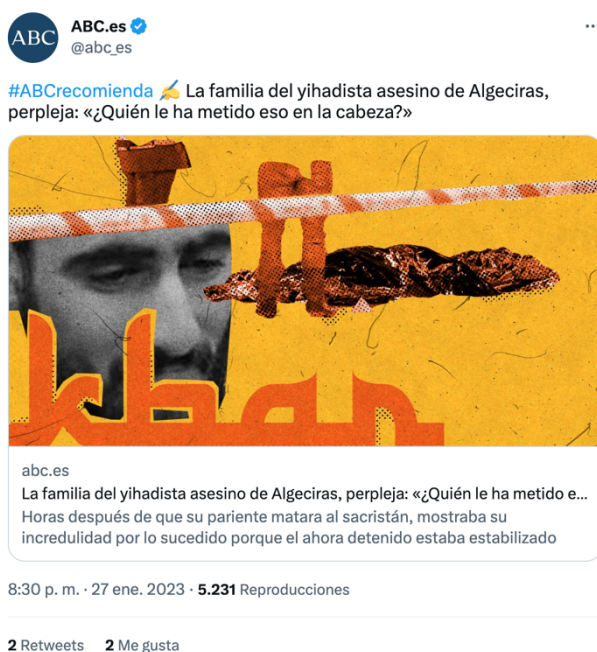 ABC
ABC.es
@abc_es
#ABCrecomienda ✍️ La familia del yihadista asesino de Algeciras,
perpleja: «¿Quién le ha metido eso en la cabeza?»
abc.es
La familia del yihadista asesino de Algeciras, perpleja: «¿Quién le ha metido e...
Horas después de que su pariente matara al sacristán, mostraba su
incredulidad por lo sucedido porque el ahora detenido estaba estabilizado
8:30 p. m. · 27 ene. 2023 · 5.231 Reproducciones
2 Retweets 2 Me gusta